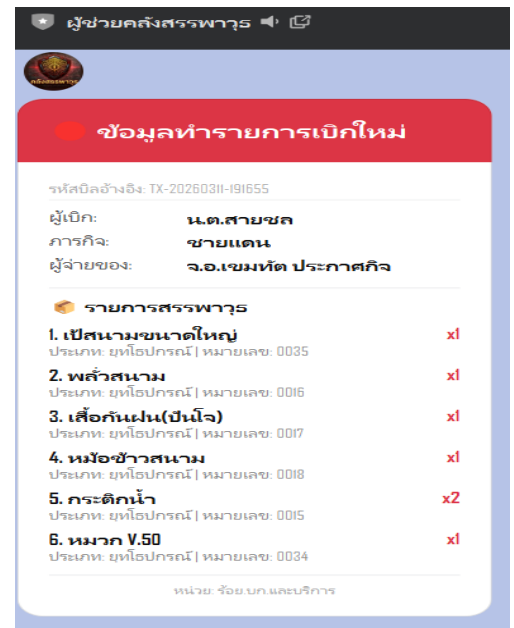 ผู้ช่วยคลังสรรพาวุธ
คลังสรรพาวุธ
ข้อมูลทำรายการเบิกใหม่
รหัสบิลอ้างอิง: TX-20260311-191655
ผู้เบิก: น.ต.สายชล
ภารกิจ: ชายแดน
ผู้จ่ายของ: จ.อ.เขมทัต ประกาศกิจ
รายการสรรพาวุธ
1. เป้สนามขนาดใหญ่ x1
ประเภท: ยุทโธปกรณ์ | หมายเลข: 0035
2. พลั่วสนาม x1
ประเภท: ยุทโธปกรณ์ | หมายเลข: 0016
3. เสื้อกันฝน(ปันโจ) x1
ประเภท: ยุทโธปกรณ์ | หมายเลข: 0017
4. หม้อข้าวสนาม x1
ประเภท: ยุทโธปกรณ์ | หมายเลข: 0018
5. กระติกน้ำ x2
ประเภท: ยุทโธปกรณ์ | หมายเลข: 0015
6. หมวก V.50 x1
ประเภท: ยุทโธปกรณ์ | หมายเลข: 0034
หน่วย: ร้อย.บก.และบริการ